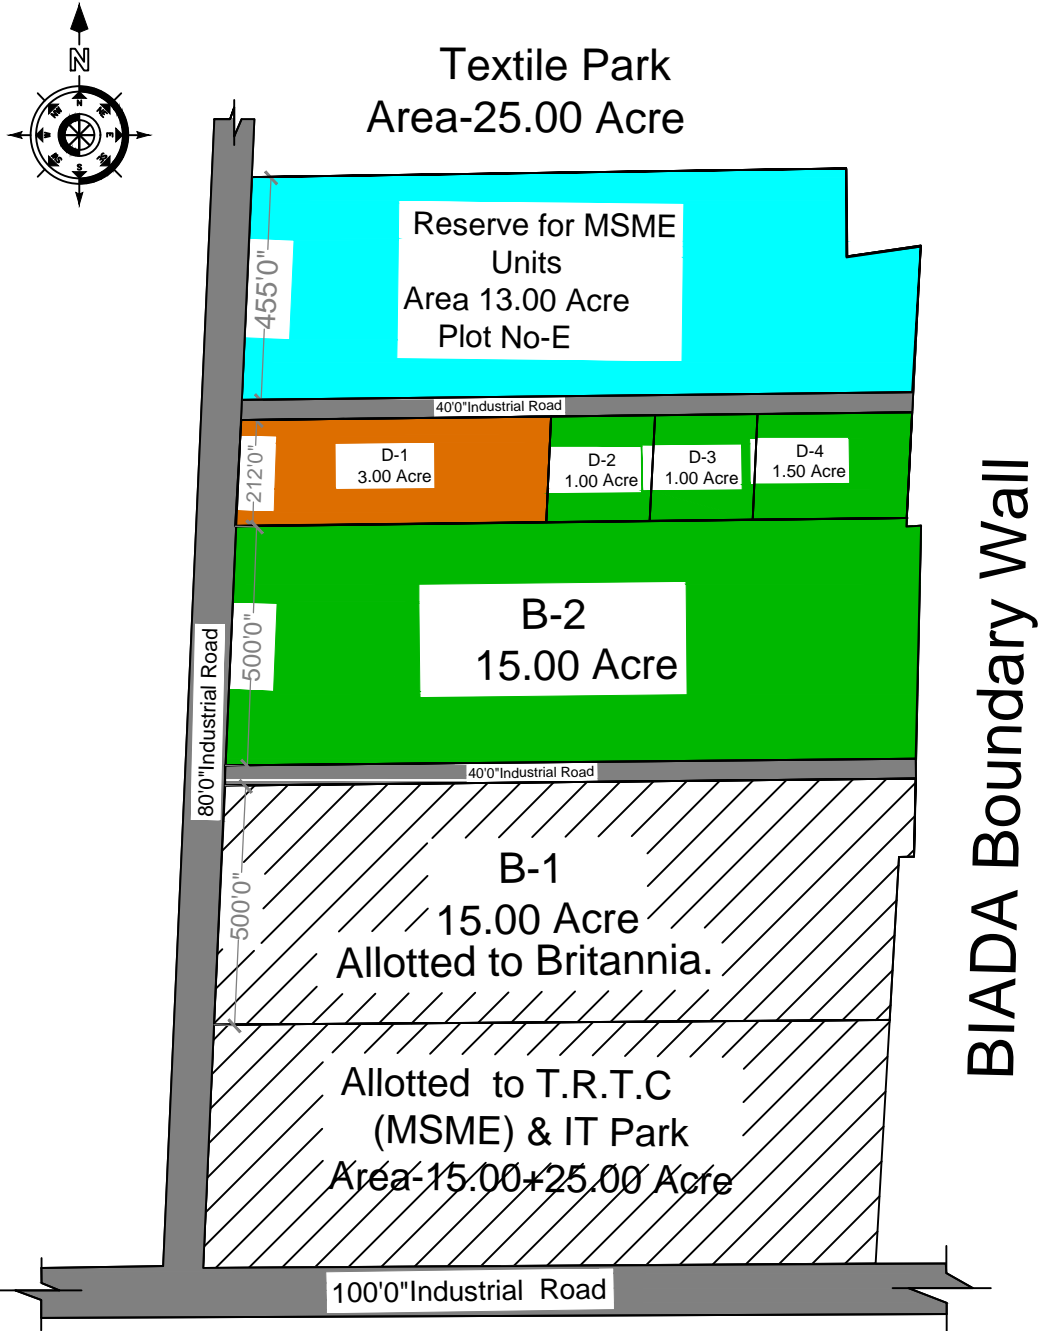 N
N
NE
E
SE
S
SW
W
NW
Textile Park
Area-25.00 Acre
Reserve for MSME
Units
Area 13.00 Acre
Plot No-E
455'0"
40'0"Industrial Road
212'0"
D-1
3.00 Acre
D-2
1.00 Acre
D-3
1.00 Acre
D-4
1.50 Acre
B-2
15.00 Acre
500'0"
80'0"Industrial Road
40'0"Industrial Road
B-1
15.00 Acre
Allotted to Britannia.
500'0"
BIADA Boundary Wall
Allotted to T.R.T.C
(MSME) & IT Park
Area-15.00+25.00 Acre
100'0"Industrial Road